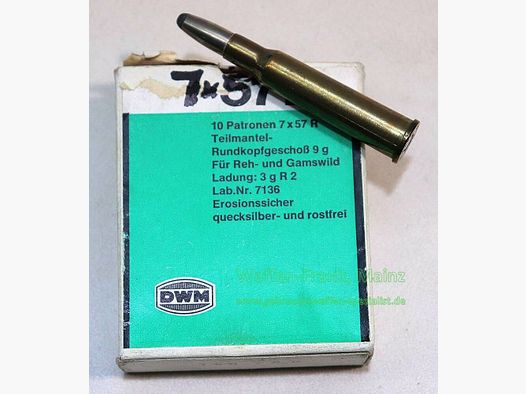 7x57
10 Patronen 7 x 57 R
Teilmantel-
Rundkopfgeschoß 9 g
Für Reh- und Gamswild
Ladung: 3 g R 2
Lab.Nr. 7136
Erosionssicher
quecksilber- und rostfrei
Waffen-Frank, Mainz
DWM